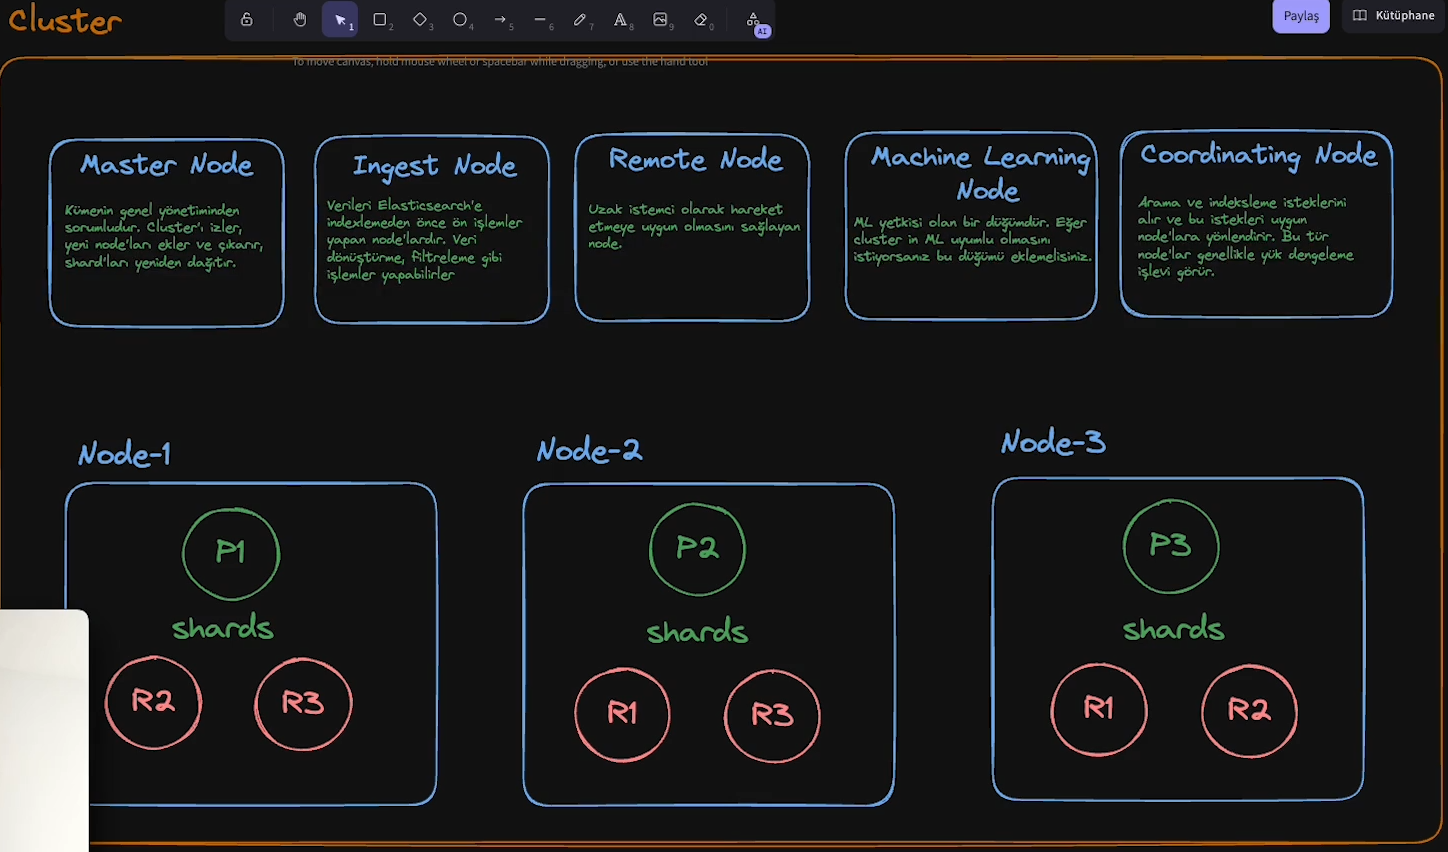 Cluster
1
2
3
4
5
6
7
A
8
9
0
AI
Paylaş
Kütüphane
To move canvas, hold mouse wheel or spacebar while dragging, or use the hand tool
Master Node
Kümenin genel yönetiminden
sorumludur. Cluster'ı izler,
yeni node'ları ekler ve çıkarır,
shard'ları yeniden dağıtır.
Ingest Node
Verileri Elasticsearch'e
indexlemeden önce ön işlemler
yapan node'lardır. Veri
dönüştürme, filtreleme gibi
işlemler yapabilirler
Remote Node
Uzak istemci olarak hareket
etmeye uygun olmasını sağlayan
node.
Machine Learning
Node
ML yetkisi olan bir düğümdür. Eğer
cluster ın ML uyumlu olmasını
istiyorsanız bu düğümü eklemelisiniz.
Coordinating Node
Arama ve indeksleme isteklerini
alır ve bu istekleri uygun
node'lara yönlendirir. Bu tür
node'lar genellikle yük dengeleme
işlevi görür.
Node-1
P1
shards
R2
R3
Node-2
P2
shards
R1
R3
Node-3
P3
shards
R1
R2